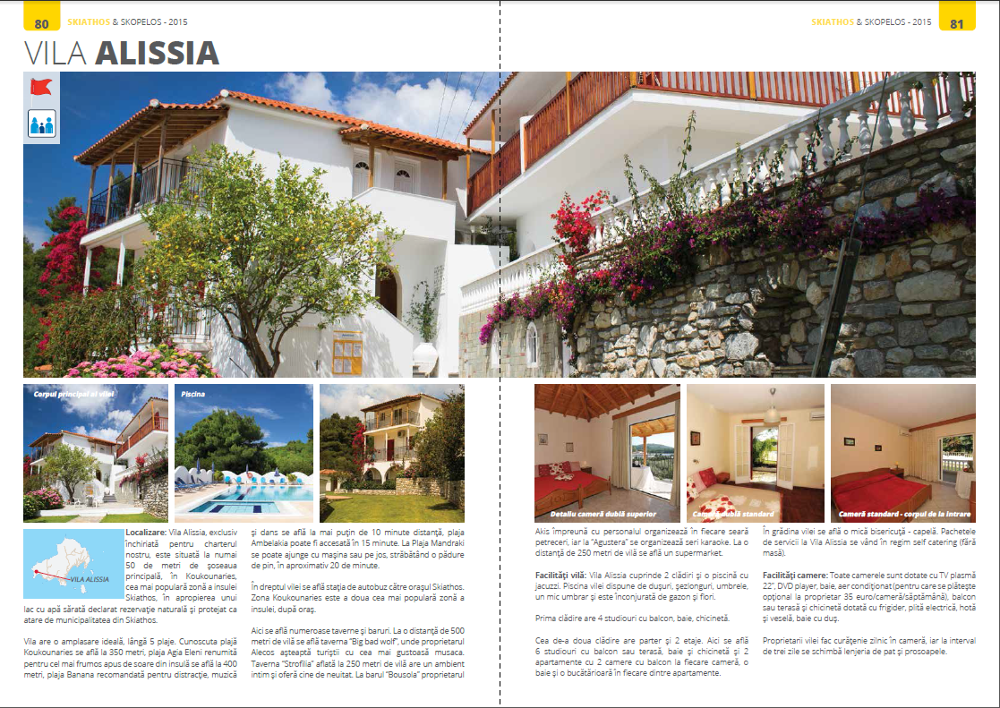 80
SKIATHOS & SKOPELOS - 2015
SKIATHOS & SKOPELOS - 2015
81
VILA ALISSIA
Corpul principal al vilei
Piscina
Detaliu cameră dublă superior
Cameră dublă standard
Cameră standard - corpul de la intrare
VILA ALISSIA
Localizare: Vila Alissia, exclusiv
închiriată pentru charterul
nostru, este situată la numai
50 de metri de șoseaua
principală, în Koukounaries,
cea mai populară zonă a insulei
Skiathos, în apropierea unui
lac cu apă sărată declarat rezervație naturală și protejat ca
atare de municipalitatea din Skiathos.
Vila are o amplasare ideală, lângă 5 plaje. Cunoscuta plajă
Koukounaries se află la 350 metri, plaja Agia Eleni renumită
pentru cel mai frumos apus de soare din insulă se află la 400
metri, plaja Banana recomandată pentru distracție, muzică
și dans se află la mai puțin de 10 minute distanță, plaja
Ambelakia poate fi accesată în 15 minute. La Plaja Mandraki
se poate ajunge cu mașina sau pe jos, străbătând o pădure
de pin, în aproximativ 20 de minute.
În dreptul vilei se află stația de autobuz către orașul Skiathos.
Zona Koukounaries este a doua cea mai populară zonă a
insulei, după oraș.
Aici se află numeroase taverne și baruri. La o distanță de 500
metri de vilă se află taverna "Big bad wolf", unde proprietarul
Alecos așteaptă turiștii cu cea mai gustoasă musaca.
Taverna "Strofilia" aflată la 250 metri de vilă are un ambient
intim și oferă cine de neuitat. La barul "Bousola" proprietarul
Akis împreună cu personalul organizează în fiecare seară
petreceri, iar la "Agustera" se organizează seri karaoke. La o
distanță de 250 metri de vilă se află un supermarket.
Facilități vilă: Vila Alissia cuprinde 2 clădiri și o piscină cu
jacuzzi. Piscina vilei dispune de dușuri, șezlonguri, umbrele,
un mic umbrar și este înconjurată de gazon și flori.
Prima clădire are 4 studiouri cu balcon, baie, chicinetă.
Cea de-a doua clădire are parter și 2 etaje. Aici se află
6 studiouri cu balcon sau terasă, baie și chicinetă și 2
apartamente cu 2 camere cu balcon la fiecare cameră, o
baie și o bucătărioară în fiecare dintre apartamente.
În grădina vilei se află o mică bisericuță - capelă. Pachetele
de servicii la Vila Alissia se vând în regim self catering (fără
masă).
Facilități camere: Toate camerele sunt dotate cu TV plasmă
22", DVD player, baie, aer condiționat (pentru care se plătește
opțional la proprietar 35 euro/cameră/săptămână), balcon
sau terasă și chicinetă dotată cu frigider, plită electrică, hotă
și veselă, baie cu duș.
Proprietarii vilei fac curățenie zilnic în cameră, iar la interval
de trei zile se schimbă lenjeria de pat și prosoapele.